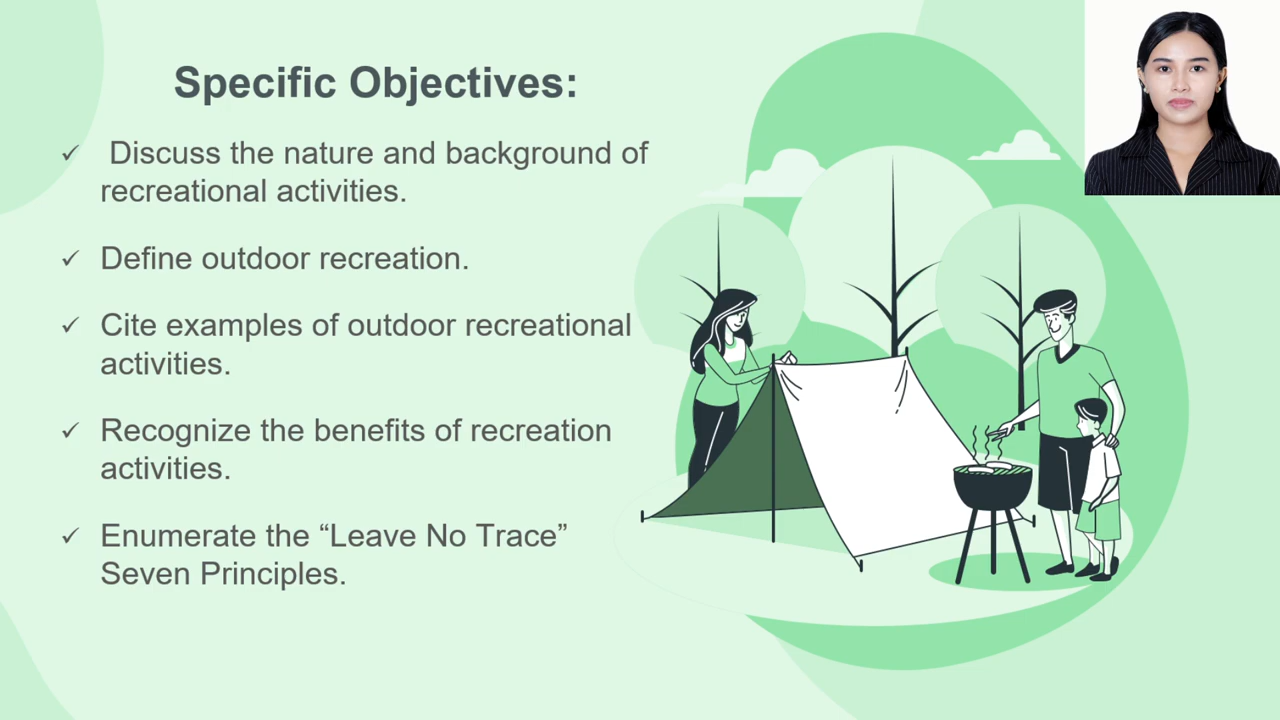 Specific Objectives:
✓ Discuss the nature and background of
recreational activities.
✓ Define outdoor recreation.
✓ Cite examples of outdoor recreational
activities.
✓ Recognize the benefits of recreation
activities.
✓ Enumerate the “Leave No Trace”
Seven Principles.